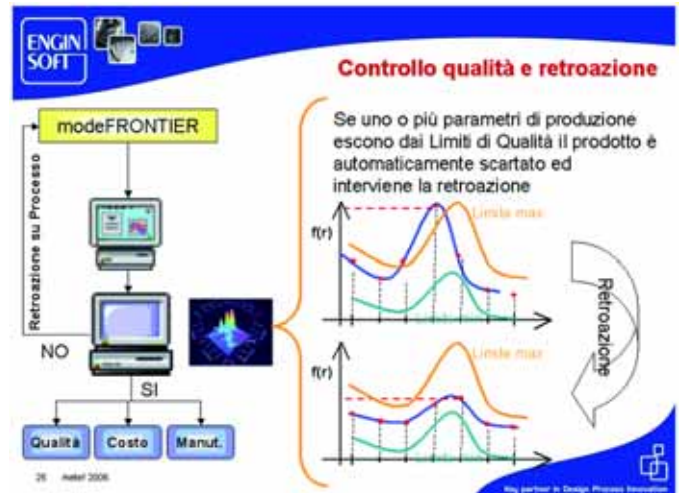 ENGIN
SOFT
Controllo qualità e retroazione
modeFRONTIER
Retroazione su Processo
NO
SI
Qualità
Costo
Manut.
Se uno o più parametri di produzione
escono dai Limiti di Qualità il prodotto è
automaticamente scartato ed
interviene la retroazione
f(r)
Limite max
f(r)
Limite max
Retroazione
Key partner in Design Process Innovation